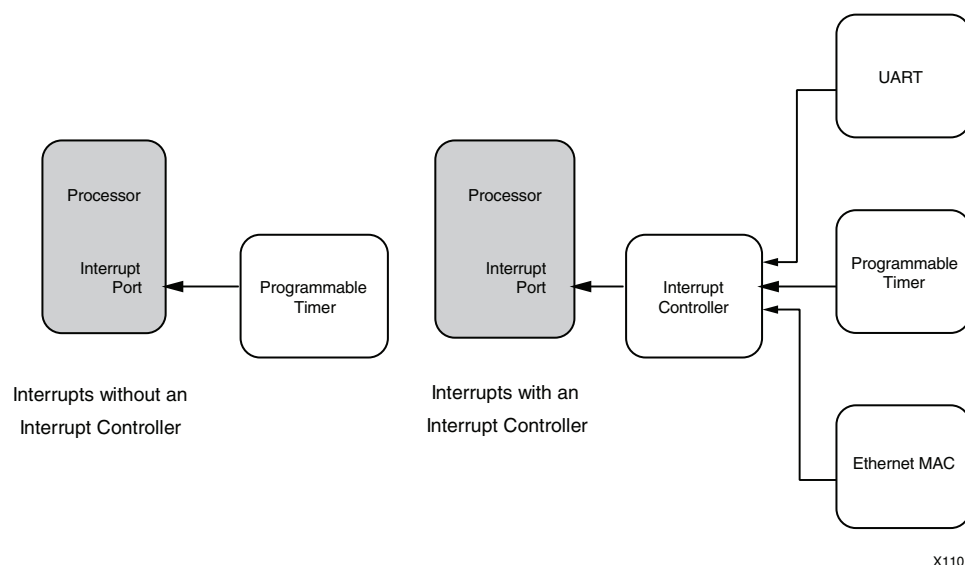 Processor
Interrupt
Port
Programmable
Timer
Interrupts without an
Interrupt Controller
Processor
Interrupt
Port
Interrupt
Controller
UART
Programmable
Timer
Ethernet MAC
Interrupts with an
Interrupt Controller
X110